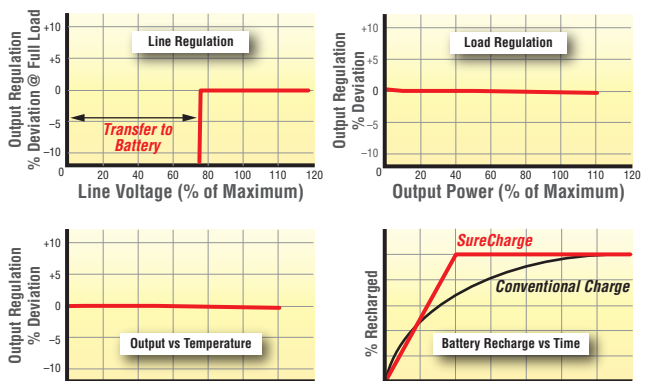 Output Regulation
% Deviation @ Full Load
+10
+5
0
–5
–10
Line Regulation
Transfer to
Battery
0
20
40
60
80
100
120
Line Voltage (% of Maximum)
Output Regulation
% Deviation
+10
+5
0
–5
–10
Load Regulation
0
20
40
60
80
100
120
Output Power (% of Maximum)
Output Regulation
% Deviation
+10
+5
0
–5
–10
Output vs Temperature
% Recharged
SureCharge
Conventional Charge
Battery Recharge vs Time